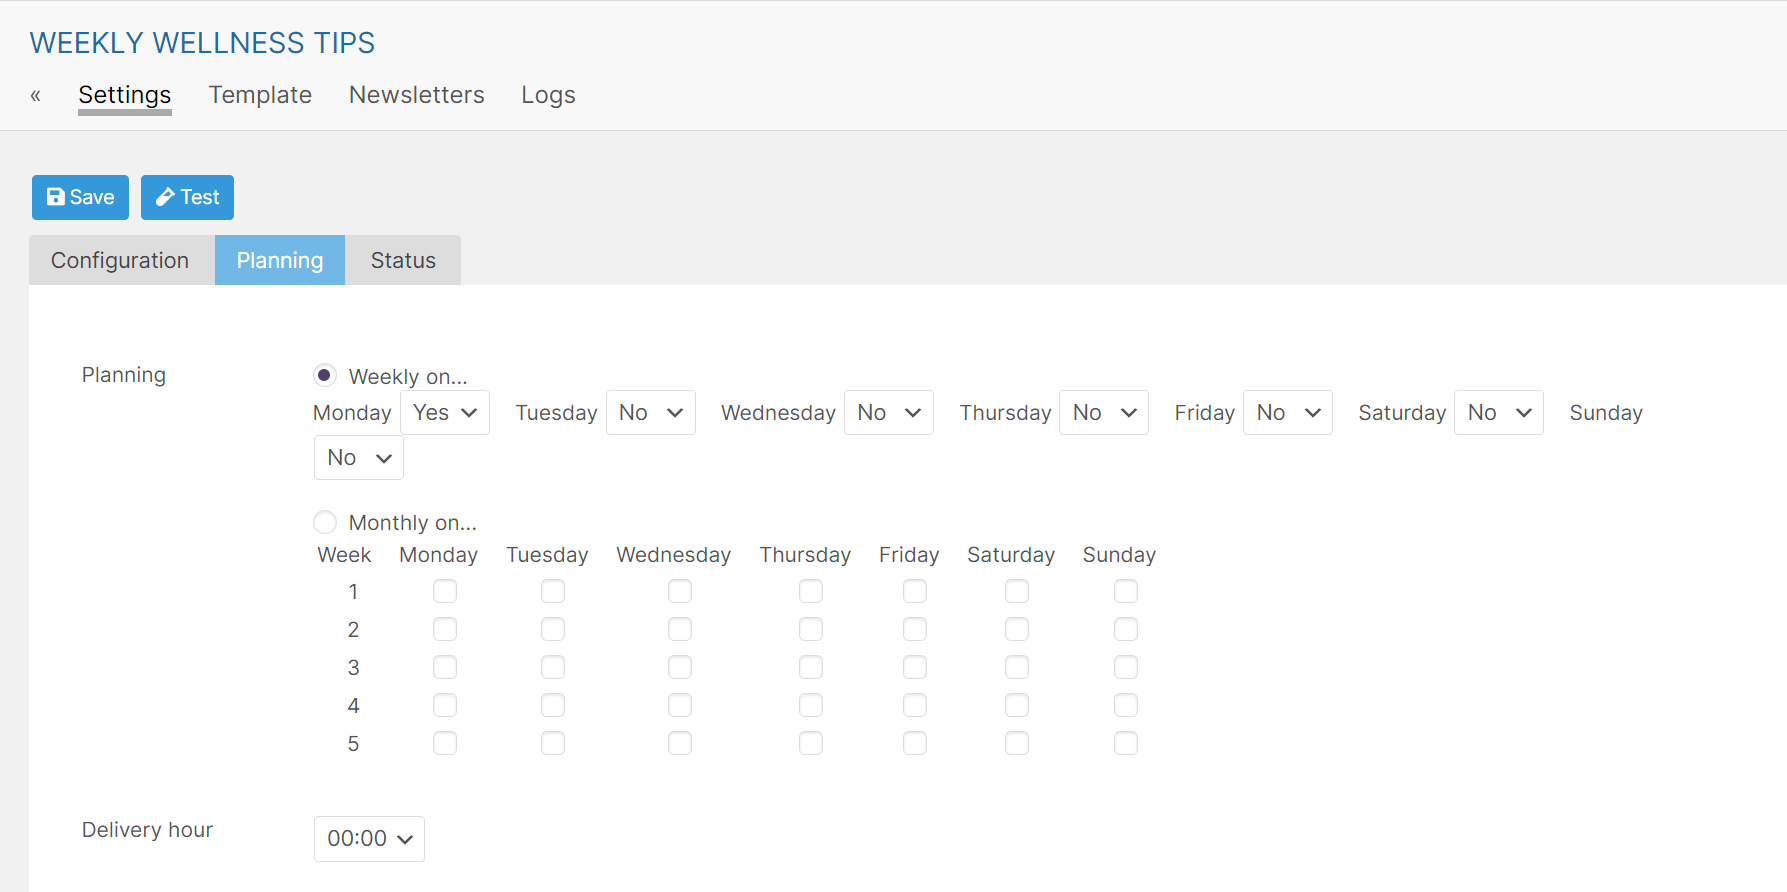 WEEKLY WELLNESS TIPS
« Settings Template Newsletters Logs
Save Test
Configuration Planning Status
Planning
Weekly on...
Monday Yes Tuesday No Wednesday No Thursday No Friday No Saturday No Sunday
No
Monthly on...
Week Monday Tuesday Wednesday Thursday Friday Saturday Sunday
1
2
3
4
5
Delivery hour 00:00